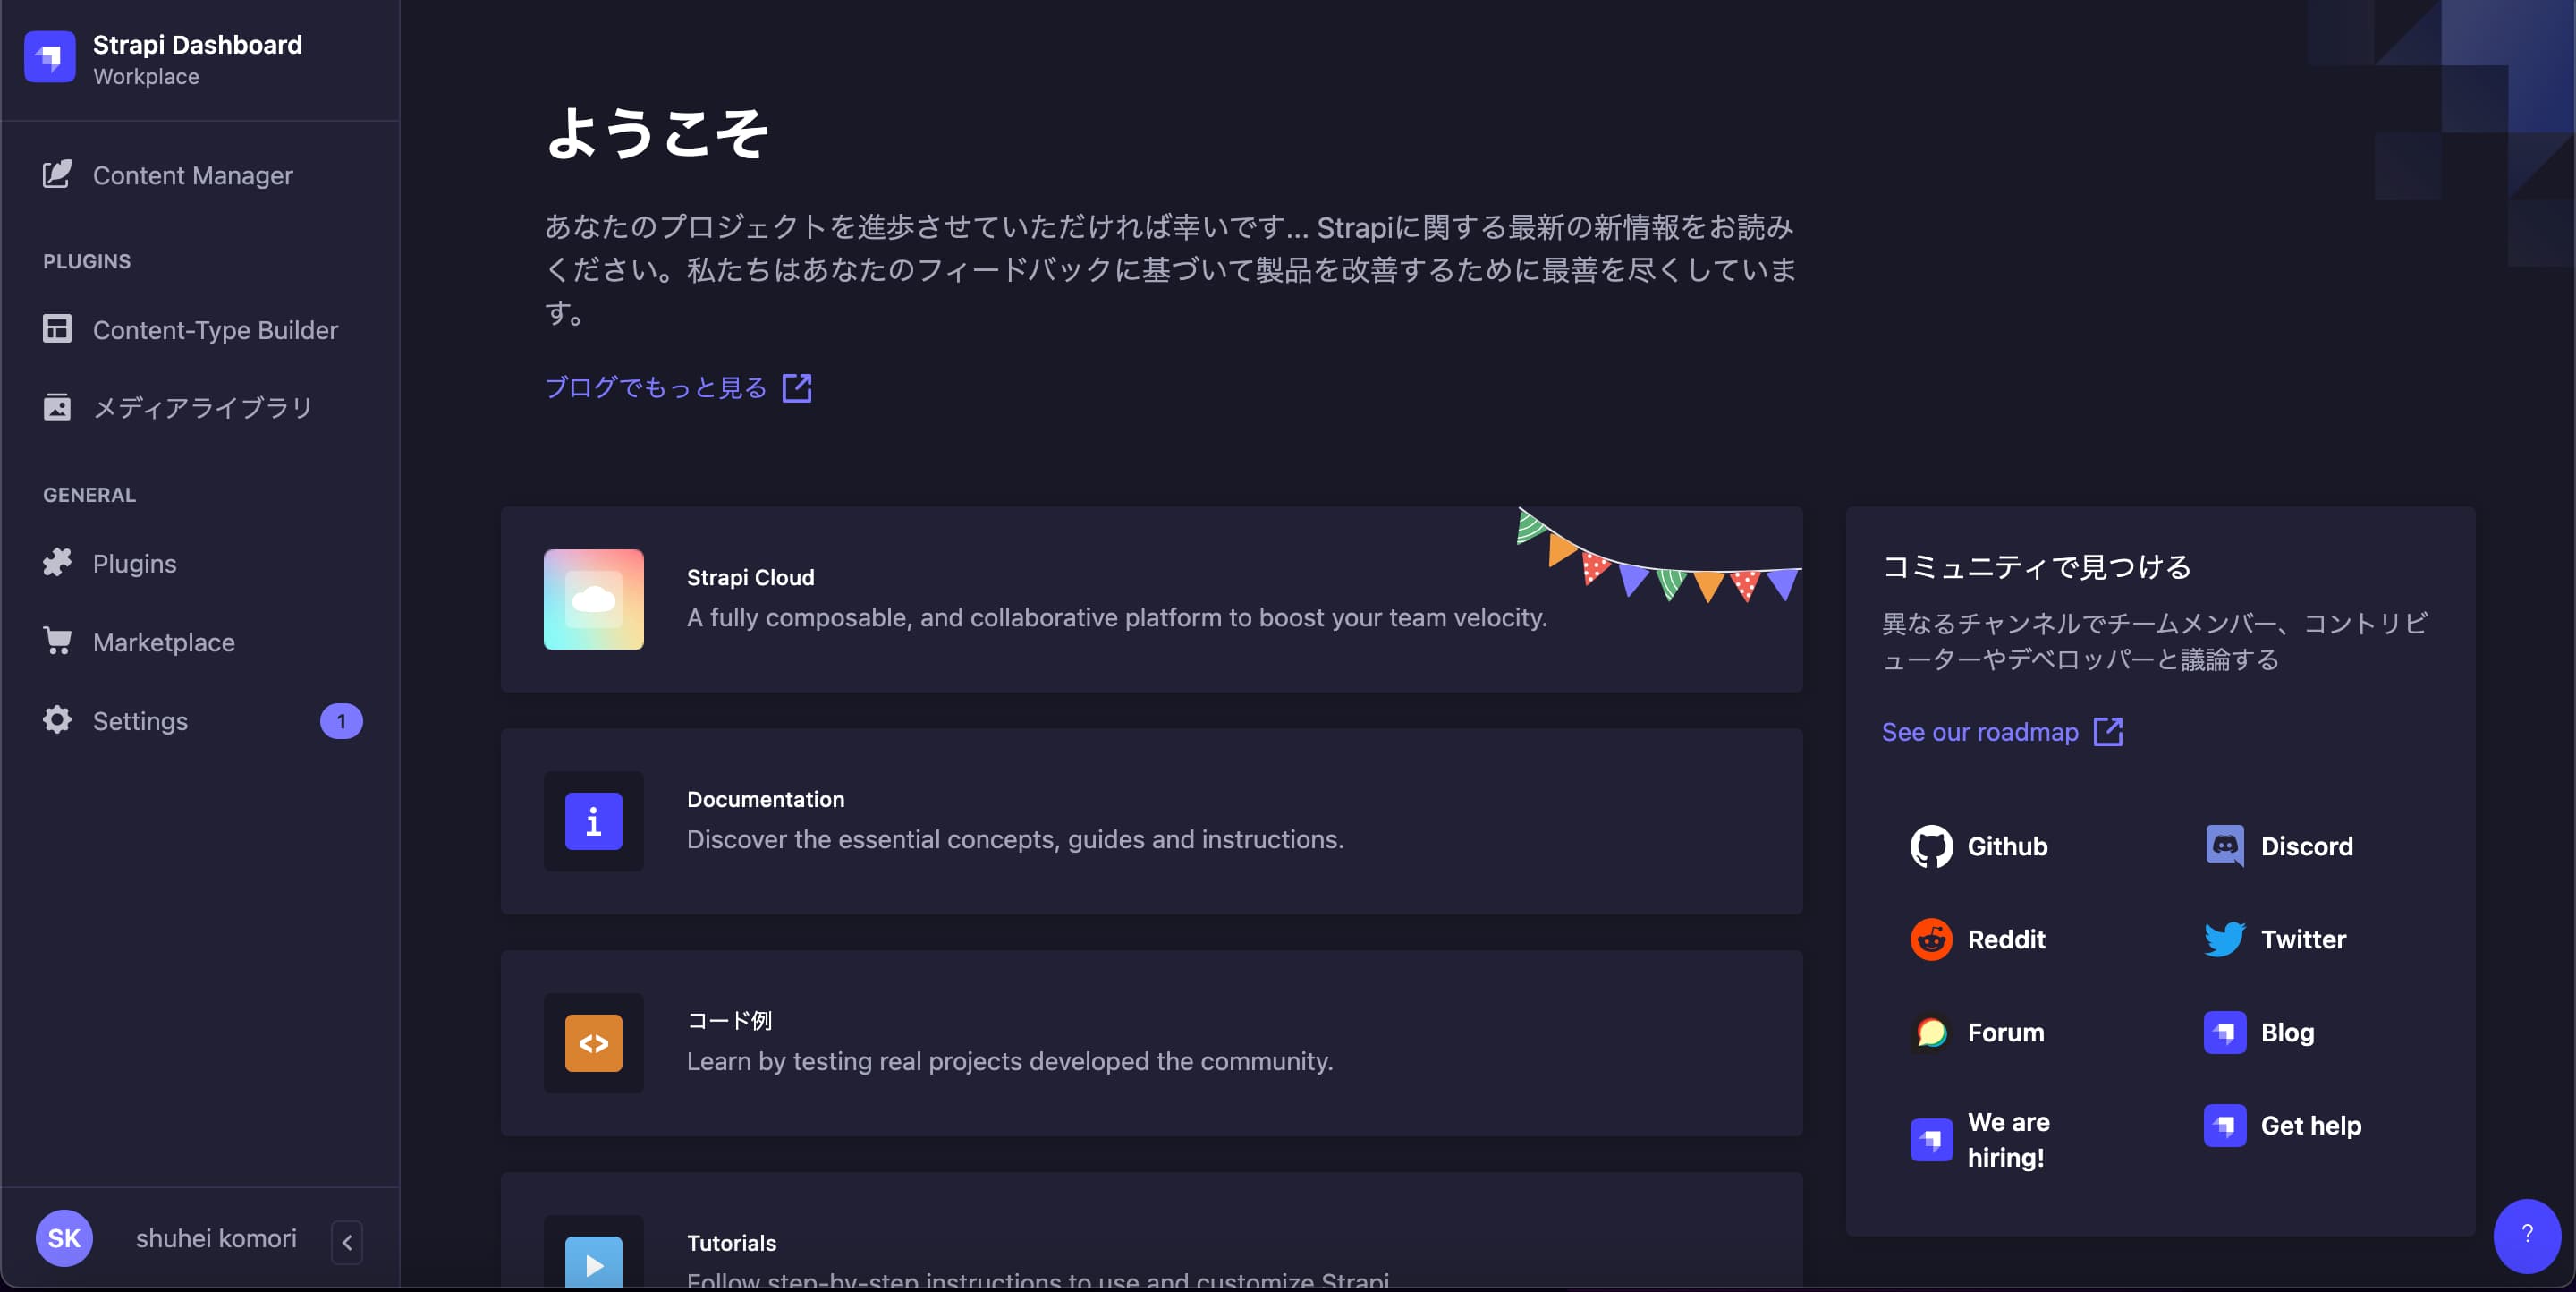 Strapi Dashboard
Workplace
Content Manager
PLUGINS
Content-Type Builder
メディアライブラリ
GENERAL
Plugins
Marketplace
Settings
1
SK
shuhei komori
ようこそ
あなたのプロジェクトを進歩させていただければ幸いです... Strapiに関する最新の新情報をお読み
ください。私たちはあなたのフィードバックに基づいて製品を改善するために最善を尽くしていま
す。
ブログでもっと見る
Strapi Cloud
A fully composable, and collaborative platform to boost your team velocity.
Documentation
Discover the essential concepts, guides and instructions.
コード例
Learn by testing real projects developed the community.
Tutorials
Follow step-by-step instructions to use and customize Strapi.
コミュニティで見つける
異なるチャンネルでチームメンバー、コントリビ
ューターやデベロッパーと議論する
See our roadmap
Github
Discord
Reddit
Twitter
Forum
Blog
We are
hiring!
Get help
?